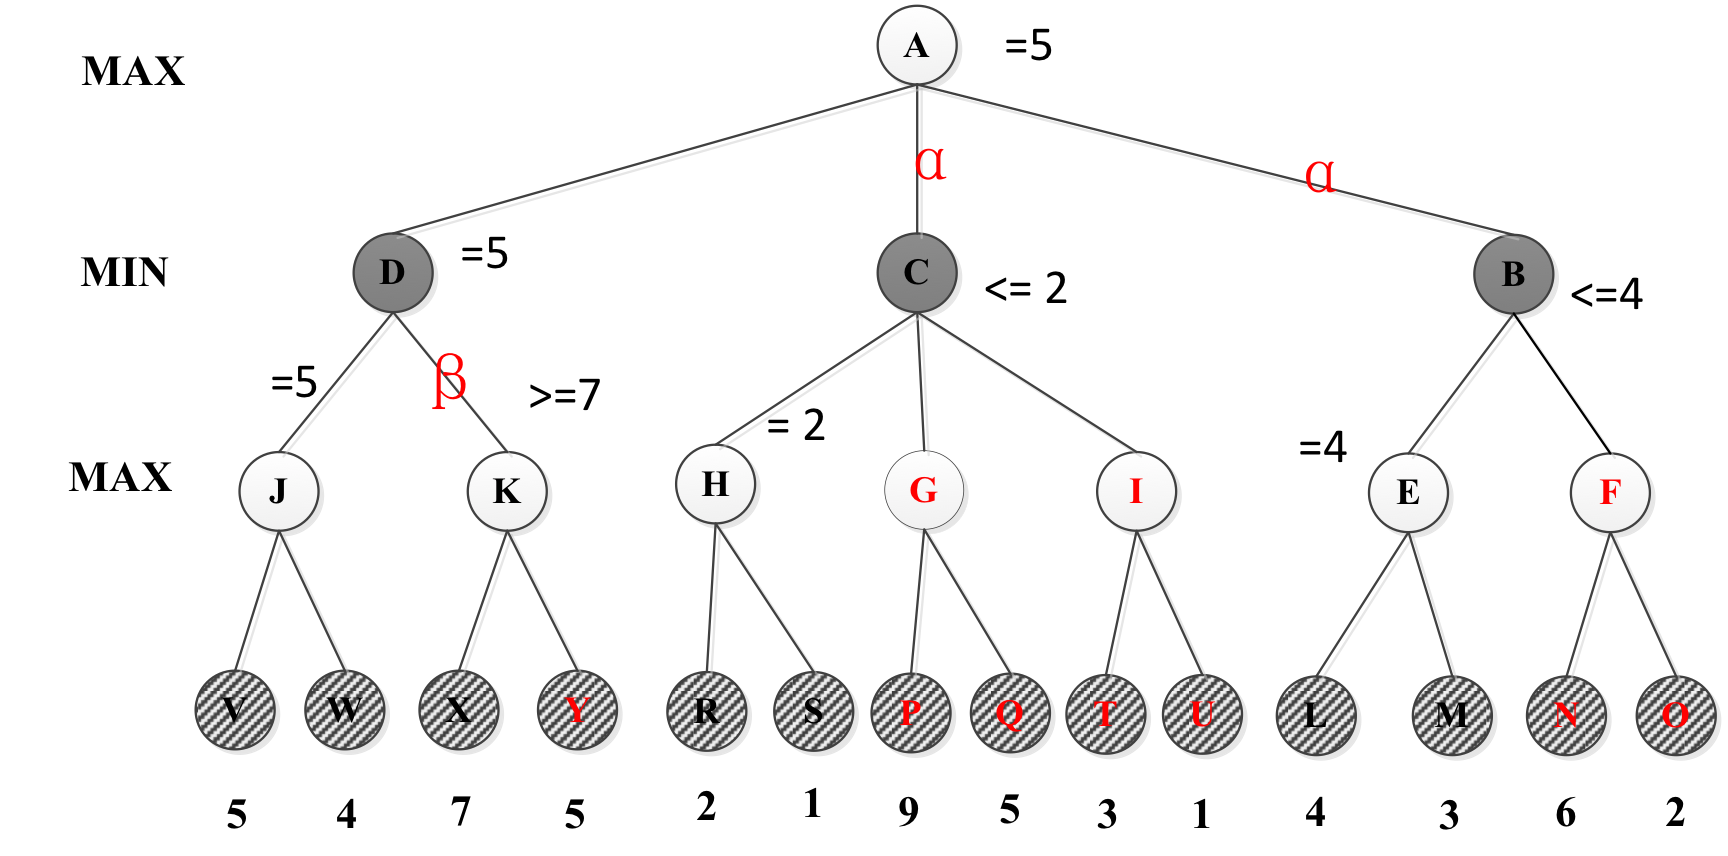 MAX A =5
α α
MIN D =5 C <= 2 B <=4
=5 β >=7 = 2 =4
MAX J K H G I E F
V W X Y R S P Q T U L M N O
5 4 7 5 2 1 9 5 3 1 4 3 6 2